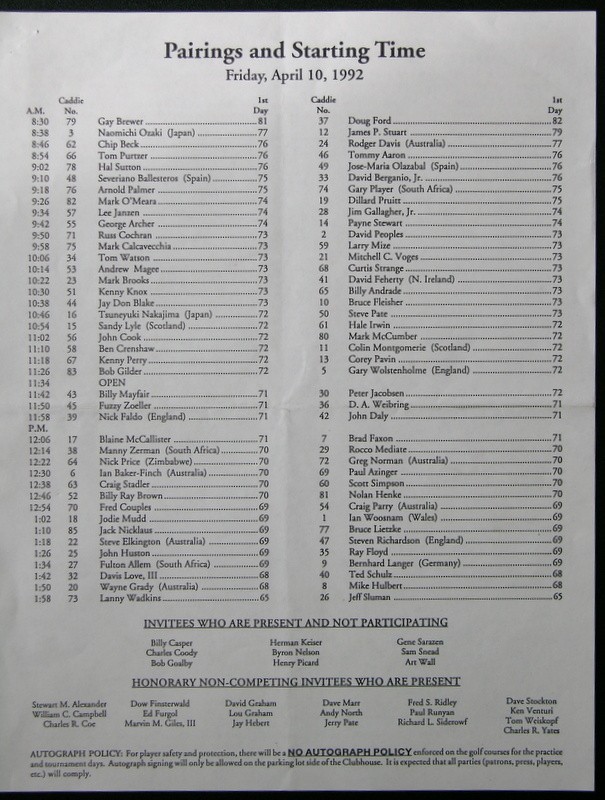 Pairings and Starting Time
Friday, April 10, 1992
Caddie 1st Caddie 1st
A.M. No. Day No. Day
8:30 79 Gay Brewer 81 37 Doug Ford 82
8:38 3 Naomichi Ozaki (Japan) 77 12 James P. Stuart 79
8:46 62 Chip Beck 76 24 Rodger Davis (Australia) 77
8:54 66 Tom Purtzer 76 46 Tommy Aaron 76
9:02 78 Hal Sutton 76 49 Jose-Maria Olazabal (Spain) 76
9:10 48 Severiano Ballesteros (Spain) 75 33 David Berganio, Jr. 76
9:18 76 Arnold Palmer 75 74 Gary Player (South Africa) 75
9:26 82 Mark O'Meara 74 19 Dillard Pruitt 75
9:34 57 Lee Janzen 74 28 Jim Gallagher, Jr. 74
9:42 55 George Archer 74 14 Payne Stewart 74
9:50 71 Russ Cochran 73 2 David Peoples 73
9:58 75 Mark Calcavecchia 73 59 Larry Mize 73
10:06 34 Tom Watson 73 21 Mitchell C. Voges 73
10:14 53 Andrew Magee 73 68 Curtis Strange 73
10:22 23 Mark Brooks 73 41 David Feherty (N. Ireland) 73
10:30 51 Kenny Knox 73 65 Billy Andrade 73
10:38 44 Jay Don Blake 73 10 Bruce Fleisher 73
10:46 16 Tsuneyuki Nakajima (Japan) 72 50 Steve Pate 73
10:54 15 Sandy Lyle (Scotland) 72 61 Hale Irwin 72
11:02 56 John Cook 72 80 Mark McCumber 72
11:10 58 Ben Crenshaw 72 11 Colin Montgomerie (Scotland) 72
11:18 67 Kenny Perry 72 13 Corey Pavin 72
11:26 83 Bob Gilder 72 5 Gary Wolstenholme (England) 72
11:34 OPEN
11:42 43 Billy Mayfair 71 30 Peter Jacobsen 72
11:50 45 Fuzzy Zoeller 71 36 D. A. Weibring 71
11:58 39 Nick Faldo (England) 71 42 John Daly 71
P.M.
12:06 17 Blaine McCallister 71 7 Brad Faxon 71
12:14 38 Manny Zerman (South Africa) 70 29 Rocco Mediate 70
12:22 64 Nick Price (Zimbabwe) 70 72 Greg Norman (Australia) 70
12:30 6 Ian Baker-Finch (Australia) 70 69 Paul Azinger 70
12:38 63 Craig Stadler 70 60 Scott Simpson 70
12:46 52 Billy Ray Brown 70 81 Nolan Henke 70
12:54 70 Fred Couples 69 54 Craig Parry (Australia) 69
1:02 18 Jodie Mudd 69 1 Ian Woosnam (Wales) 69
1:10 85 Jack Nicklaus 69 77 Bruce Lietzke 69
1:18 22 Steve Elkington (Australia) 69 47 Steven Richardson (England) 69
1:26 25 John Huston 69 35 Ray Floyd 69
1:34 27 Fulton Allem (South Africa) 69 9 Bernhard Langer (Germany) 69
1:42 32 Davis Love, III 68 40 Ted Schulz 68
1:50 20 Wayne Grady (Australia) 68 8 Mike Hulbert 68
1:58 73 Lanny Wadkins 65 26 Jeff Sluman 65
INVITEES WHO ARE PRESENT AND NOT PARTICIPATING
Billy Casper Herman Keiser Gene Sarazen
Charles Coody Byron Nelson Sam Snead
Bob Goalby Henry Picard Art Wall
HONORARY NON-COMPETING INVITEES WHO ARE PRESENT
Stewart M. Alexander Dow Finsterwald David Graham Dave Marr Fred S. Ridley Dave Stockton
William C. Campbell Ed Furgol Lou Graham Andy North Paul Runyan Ken Venturi
Charles R. Coe Marvin M. Giles, III Jay Hebert Jerry Pate Richard L. Siderowf Tom Weiskopf
Charles R. Yates
AUTOGRAPH POLICY: For player safety and protection, there will be a NO AUTOGRAPH POLICY enforced on the golf courses for the practice
and tournament days. Autograph signing will only be allowed on the parking lot side of the Clubhouse. It is expected that all parties (patrons, press, players,
etc.) will comply.